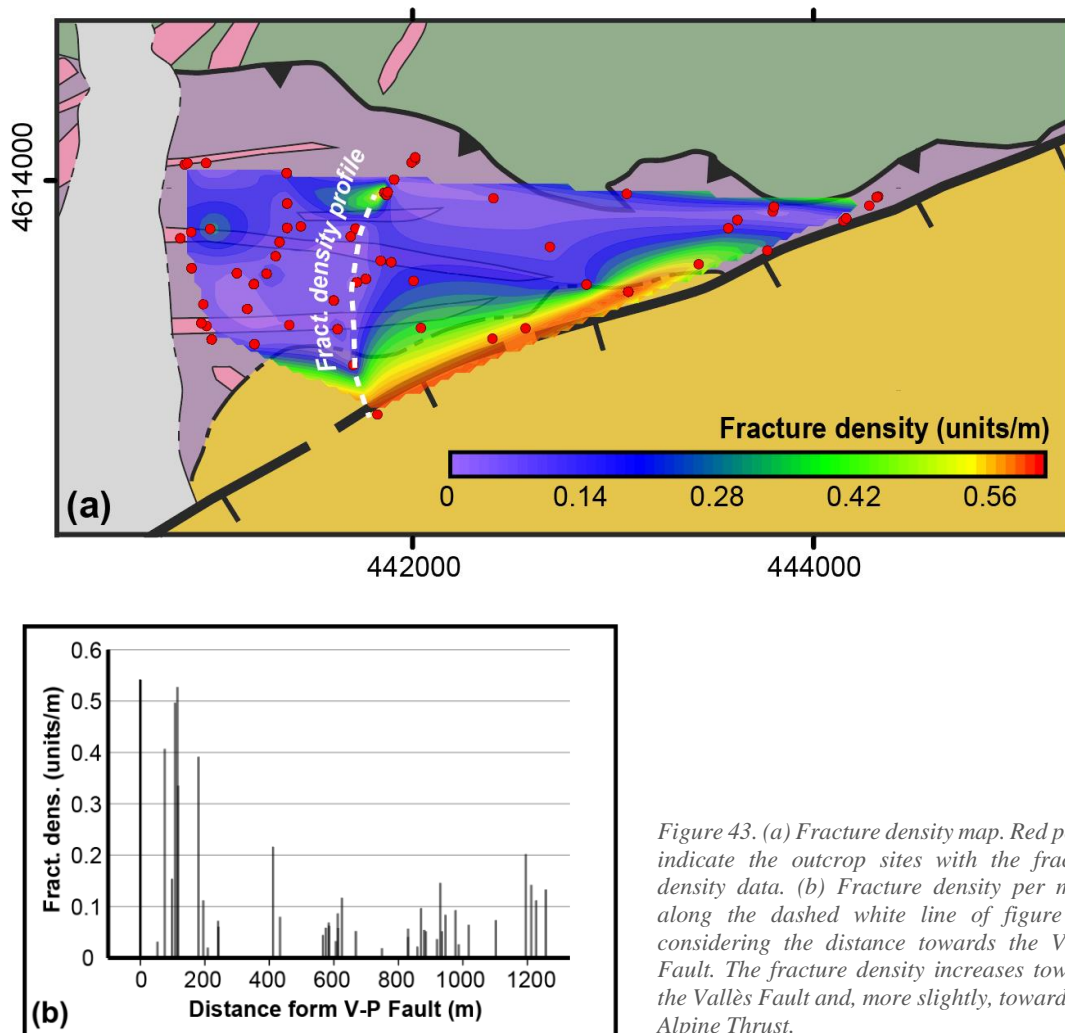 4614000
Fract. density profile
Fracture density (units/m)
0 0.14 0.28 0.42 0.56
(a)
442000 444000
0.6
0.5
0.4
0.3
0.2
0.1
0
Fract. dens. (units/m)
0 200 400 600 800 1000 1200
Distance form V-P Fault (m)
(b)
Figure 43. (a) Fracture density map. Red p
indicate the outcrop sites with the frac
density data. (b) Fracture density per m
along the dashed white line of figure
considering the distance towards the V
Fault. The fracture density increases tow
the Vallès Fault and, more slightly, toward
Alpine Thrust.